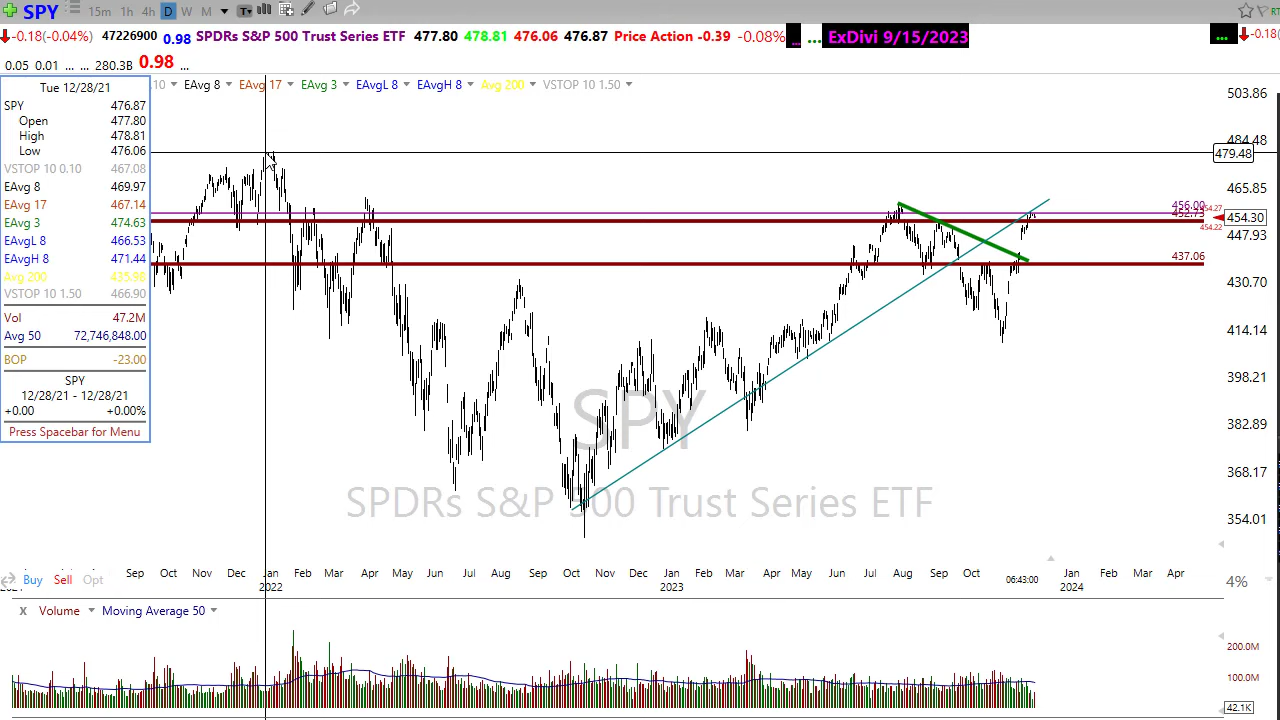 SPY 15m 1h 4h D W M T RT
-0.18(-0.04%) 47226900 0.98 SPDRs S&P 500 Trust Series ETF 477.80 478.81 476.06 476.87 Price Action -0.39 -0.08% ... ... ExDivi 9/15/2023 ... -0.18(
0.05 0.01 ... ... 280.3B 0.98 ...
Tue 12/28/21
SPY 476.87
Open 477.80
High 478.81
Low 476.06
VSTOP 10 0.10 467.08
EAvg 8 469.97
EAvg 17 467.14
EAvg 3 474.63
EAvgL 8 466.53
EAvgH 8 471.44
Avg 200 435.98
VSTOP 10 1.50 466.90
Vol 47.2M
Avg 50 72,746,848.00
BOP -23.00
SPY
12/28/21 - 12/28/21
+0.00 +0.00%
Press Spacebar for Menu
10 EAvg 8 EAvg 17 EAvg 3 EAvgL 8 EAvgH 8 Avg 200 VSTOP 10 1.50
503.86
484.48
479.48
465.85
456.00
452.73
454.27
454.30
454.22
447.93
437.06
430.70
414.14
398.21
382.89
368.17
354.01
4%
SPY
SPDRs S&P 500 Trust Series ETF
Buy Sell Opt
Sep Oct Nov Dec Jan Feb Mar Apr May Jun Jul Aug Sep Oct Nov Dec Jan Feb Mar Apr May Jun Jul Aug Sep Oct 06:43:00 Jan Feb Mar Apr
2022 2023 2024
x Volume Moving Average 50
200.0M
100.0M
42.1K